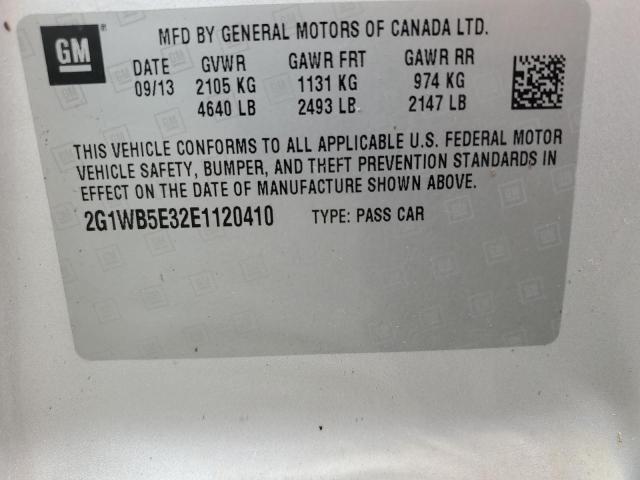 MFD BY GENERAL MOTORS OF CANADA LTD.
GM
DATE GVWR GAWR FRT GAWR RR
09/13 2105 KG 1131 KG 974 KG
4640 LB 2493 LB 2147 LB
THIS VEHICLE CONFORMS TO ALL APPLICABLE U.S. FEDERAL MOTOR
VEHICLE SAFETY, BUMPER, AND THEFT PREVENTION STANDARDS IN
EFFECT ON THE DATE OF MANUFACTURE SHOWN ABOVE.
2G1WB5E32E1120410 TYPE: PASS CAR